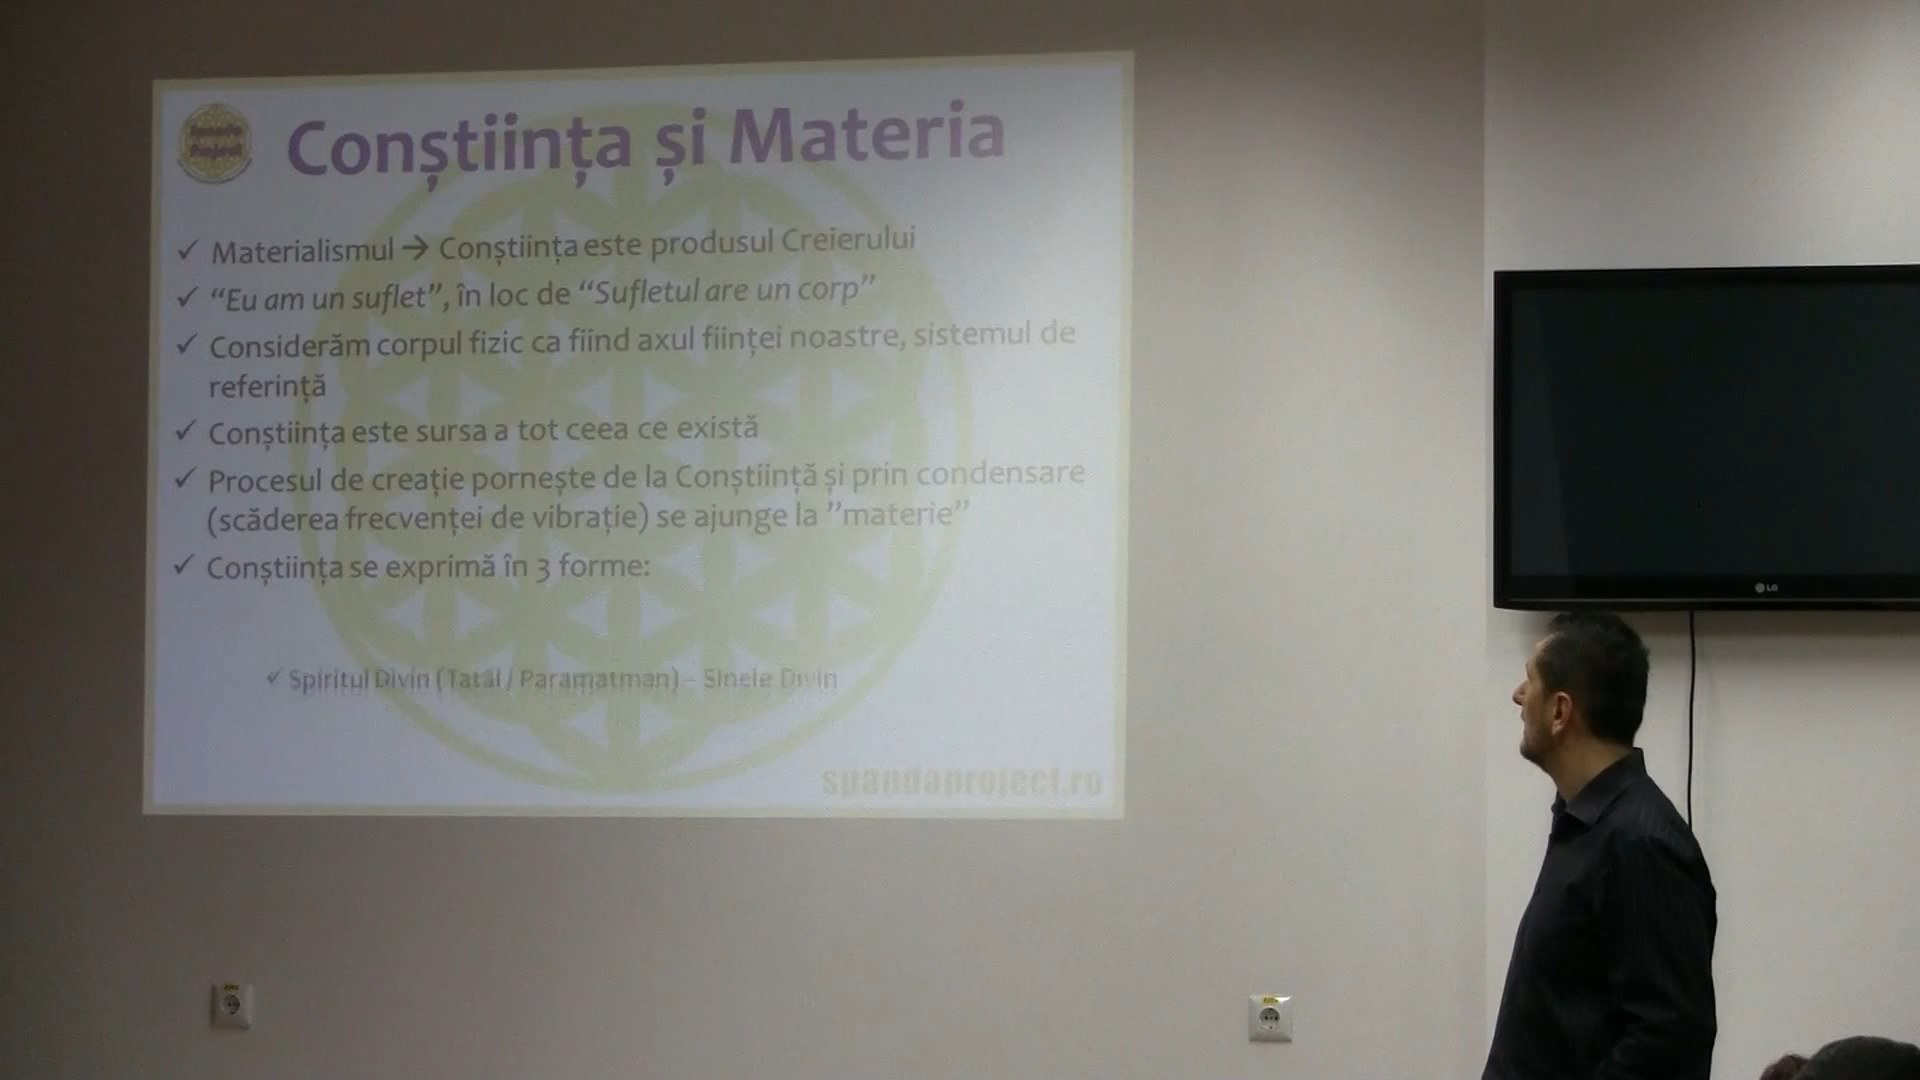 Spanda
Project
Conștiința și Materia
✓ Materialismul → Conștiința este produsul Creierului
✓ “Eu am un suflet”, în loc de “Sufletul are un corp”
✓ Considerăm corpul fizic ca fiind axul ființei noastre, sistemul de
referință
✓ Conștiința este sursa a tot ceea ce există
✓ Procesul de creație pornește de la Conștiință și prin condensare
(scăderea frecvenței de vibrație) se ajunge la ”materie”
✓ Conștiința se exprimă în 3 forme:
✓ Spiritul Divin (Tatăl / Paramatman) – Sinele Divin
spandaproject.ro
LG